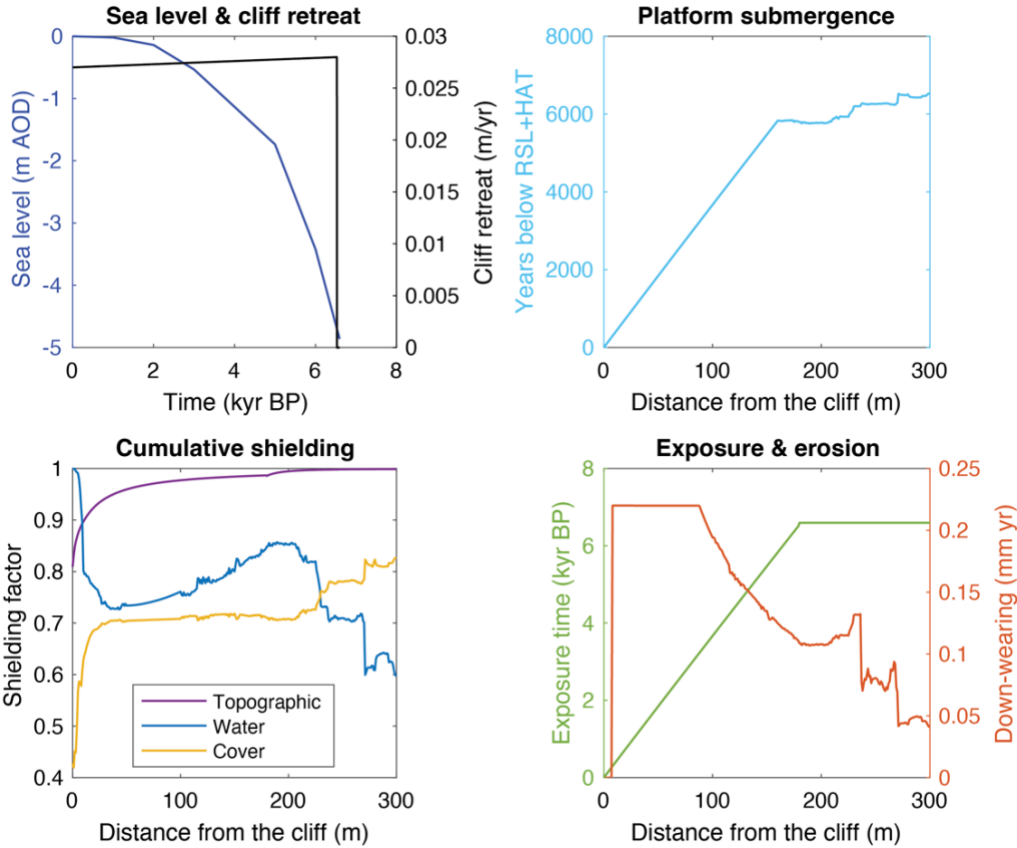 Sea level & cliff retreat
0
-1
-2
-3
-4
-5
Sea level (m AOD)
0.03
0.025
0.02
0.015
0.01
0.005
0
Cliff retreat (m/yr)
0 2 4 6 8
Time (kyr BP)
Platform submergence
8000
6000
4000
2000
0
Years below RSL+HAT
0 100 200 300
Distance from the cliff (m)
Cumulative shielding
1
0.9
0.8
0.7
0.6
0.5
0.4
Shielding factor
Topographic
Water
Cover
0 100 200 300
Distance from the cliff (m)
Exposure & erosion
8
6
4
2
0
Exposure time (kyr BP)
0.25
0.2
0.15
0.1
0.05
0
Down-wearing (mm yr)
0 100 200 300
Distance from the cliff (m)